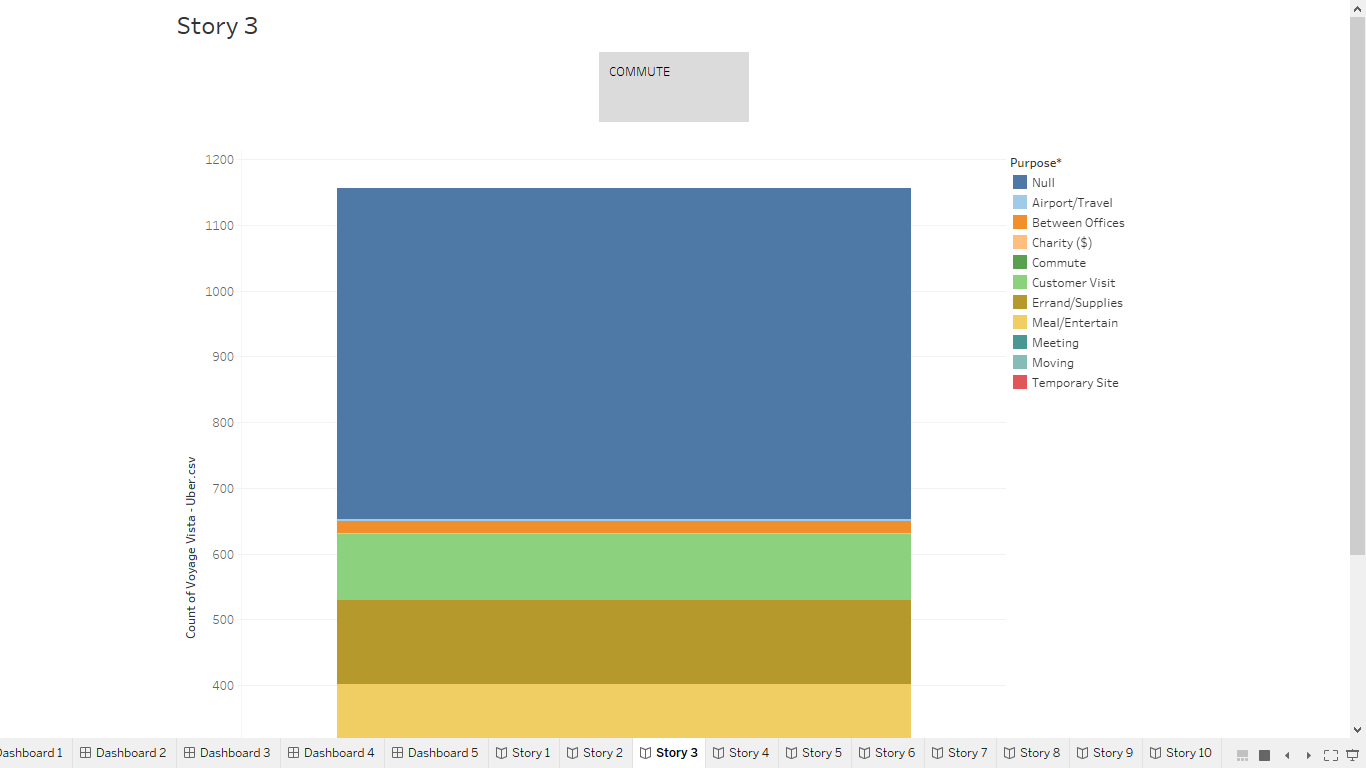 Story 3
COMMUTE
1200
1100
1000
900
800
700
600
500
400
Count of Voyage Vista - Uber.csv
Purpose*
Null
Airport/Travel
Between Offices
Charity ($)
Commute
Customer Visit
Errand/Supplies
Meal/Entertain
Meeting
Moving
Temporary Site
Dashboard 1 Dashboard 2 Dashboard 3 Dashboard 4 Dashboard 5 Story 1 Story 2 Story 3 Story 4 Story 5 Story 6 Story 7 Story 8 Story 9 Story 10